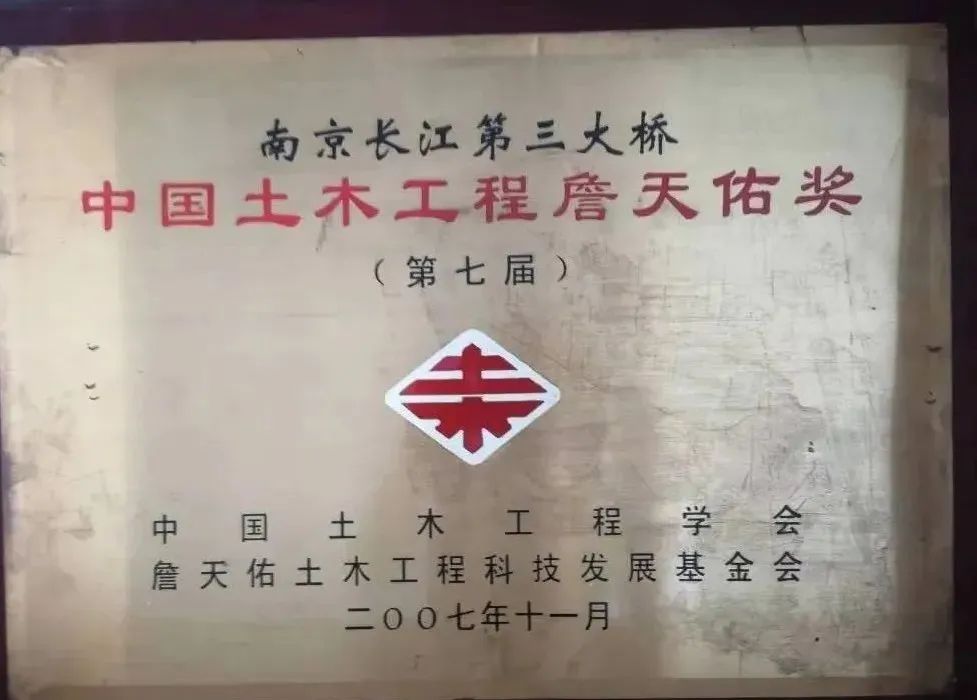 南京长江第三大桥
中国土木工程詹天佑奖
（第七届）
中国土木工程学会
詹天佑土木工程科技发展基金会
二〇〇七年十一月